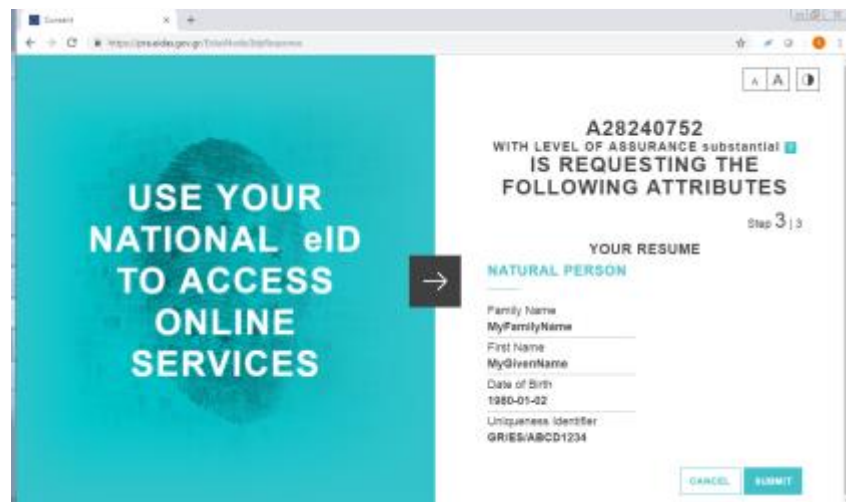 Consent
USE YOUR
NATIONAL eID
TO ACCESS
ONLINE
SERVICES
A A
A28240752
WITH LEVEL OF ASSURANCE substantial
IS REQUESTING THE
FOLLOWING ATTRIBUTES
Step 3 | 3
YOUR RESUME
NATURAL PERSON
Family Name
MyFamilyName
First Name
MyGivenName
Date of Birth
1980-01-02
Uniqueness Identifier
GR/ES/ABCD1234
CANCEL SUBMIT